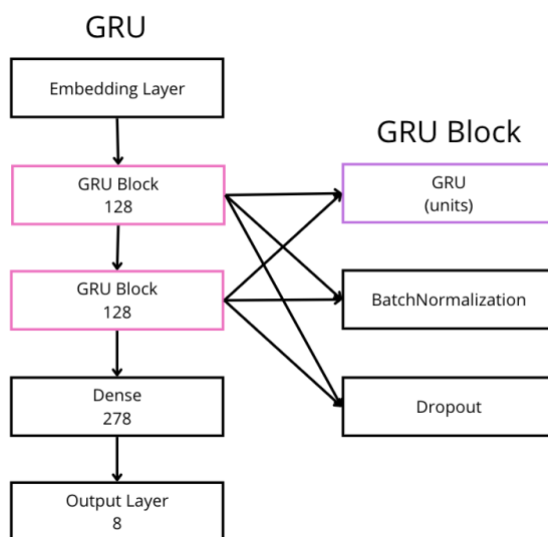 GRU
Embedding Layer
GRU Block
128
GRU Block
128
Dense
278
Output Layer
8
GRU Block
GRU
(units)
BatchNormalization
Dropout